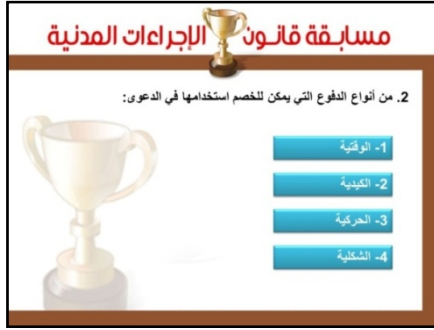 مسابقة قانون الإجراءات المدنية
2. من أنواع الدفوع التي يمكن للخصم استخدامها في الدعوى:
1- الوقتية
2- الكيدية
3- الحركية
4- الشكلية